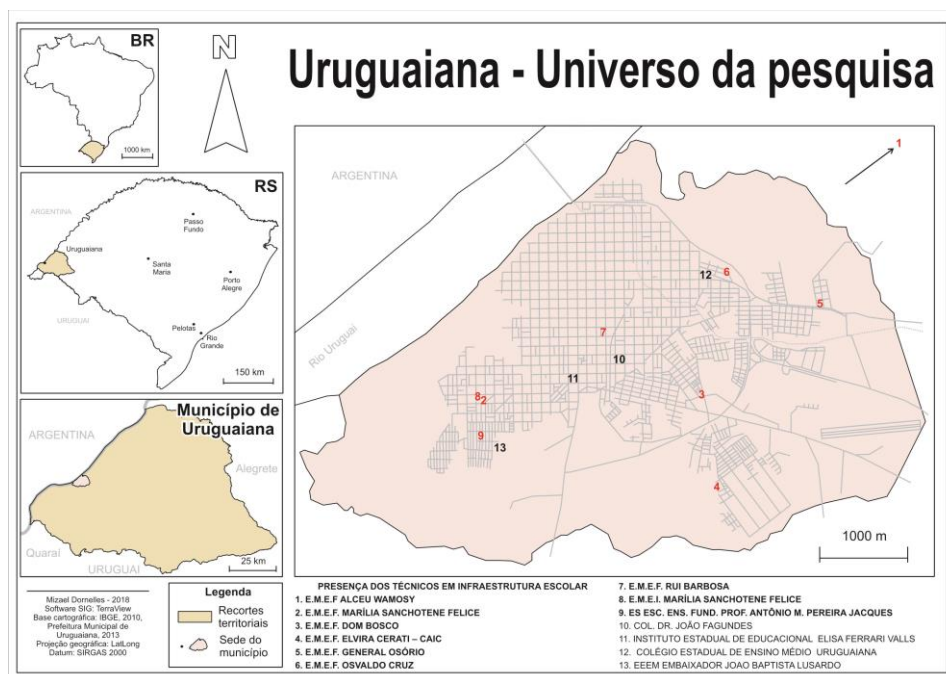 BR
1000 km
N
Uruguaiana - Universo da pesquisa
RS
ARGENTINA
Uruguaiana
Passo
Fundo
Santa
Maria
Porto
Alegre
URUGUAI
Pelotas
Rio
Grande
150 km
Município de
Uruguaiana
ARGENTINA
Alegrete
Quaraí
URUGUAI
25 km
ARGENTINA
Rio Uruguai
1
12
6
5
7
10
11
3
8
2
9
13
4
1000 m
Mizael Dornelles - 2018
Software SIG: TerraView
Base cartográfica: IBGE, 2010,
Prefeitura Municipal de
Uruguaiana, 2013
Projeção geográfica: LatLong
Datum: SIRGAS 2000
Legenda
Recortes
territoriais
Sede do
município
PRESENÇA DOS TÉCNICOS EM INFRAESTRUTURA ESCOLAR
1. E.M.E.F ALCEU WAMOSY
2. E.M.E.F. MARÍLIA SANCHOTENE FELICE
3. E.M.E.F. DOM BOSCO
4. E.M.E.F. ELVIRA CERATI – CAIC
5. E.M.E.F. GENERAL OSÓRIO
6. E.M.E.F. OSVALDO CRUZ
7. E.M.E.F. RUI BARBOSA
8. E.M.E.I. MARÍLIA SANCHOTENE FELICE
9. ES ESC. ENS. FUND. PROF. ANTÔNIO M. PEREIRA JACQUES
10. COL. DR. JOÃO FAGUNDES
11. INSTITUTO ESTADUAL DE EDUCACIONAL ELISA FERRARI VALLS
12. COLÉGIO ESTADUAL DE ENSINO MÉDIO URUGUAIANA
13. EEEM EMBAIXADOR JOAO BAPTISTA LUSARDO